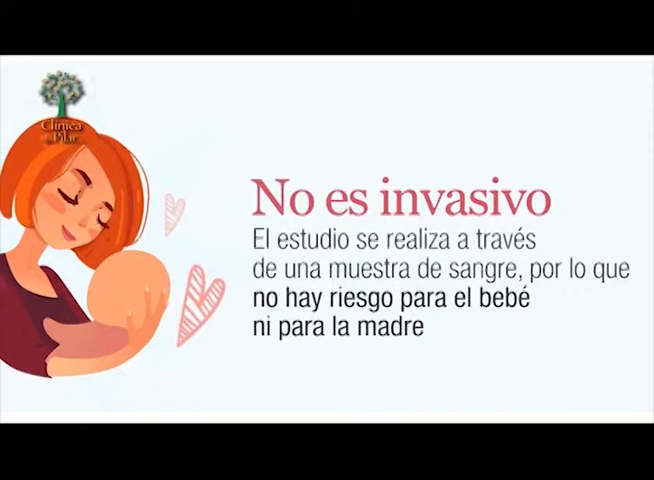 Clínica
del Pilar
No es invasivo
El estudio se realiza a través
de una muestra de sangre, por lo que
no hay riesgo para el bebé
ni para la madre